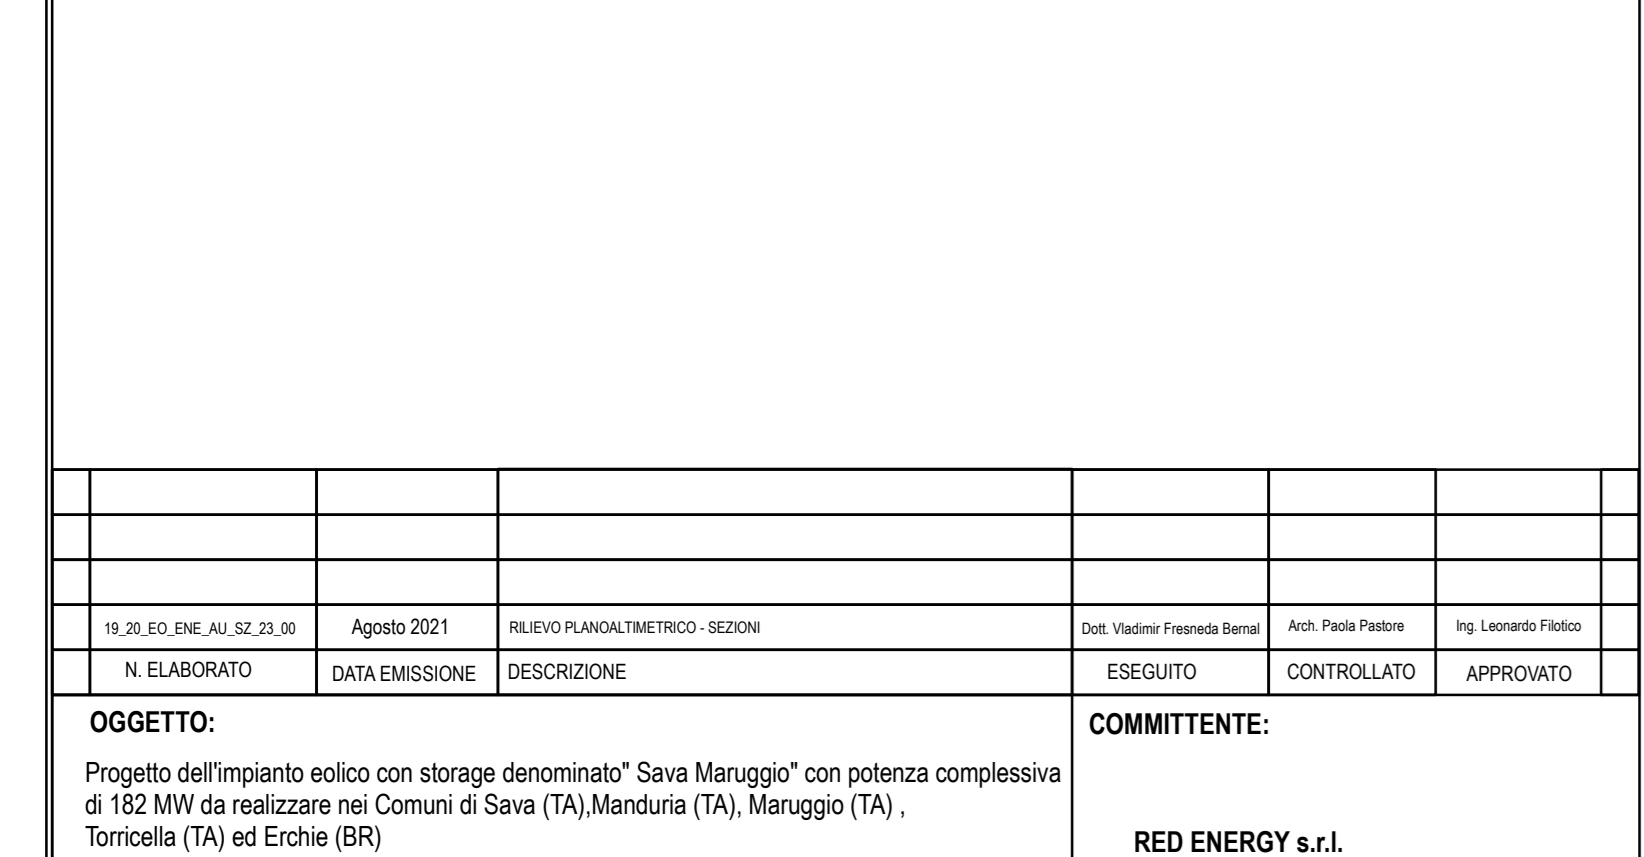 19_20_EO_ENE_AU_SZ_23_00 Agosto 2021 RILIEVO PLANOALTIMETRICO - SEZIONI Dott. Vladimir Fresneda Bernal Arch. Paola Pastore Ing. Leonardo Filotico
N. ELABORATO DATA EMISSIONE DESCRIZIONE ESEGUITO CONTROLLATO APPROVATO
OGGETTO:
Progetto dell'impianto eolico con storage denominato" Sava Maruggio" con potenza complessiva
di 182 MW da realizzare nei Comuni di Sava (TA),Manduria (TA), Maruggio (TA) ,
Torricella (TA) ed Erchie (BR)
COMMITTENTE:
RED ENERGY s.r.l.